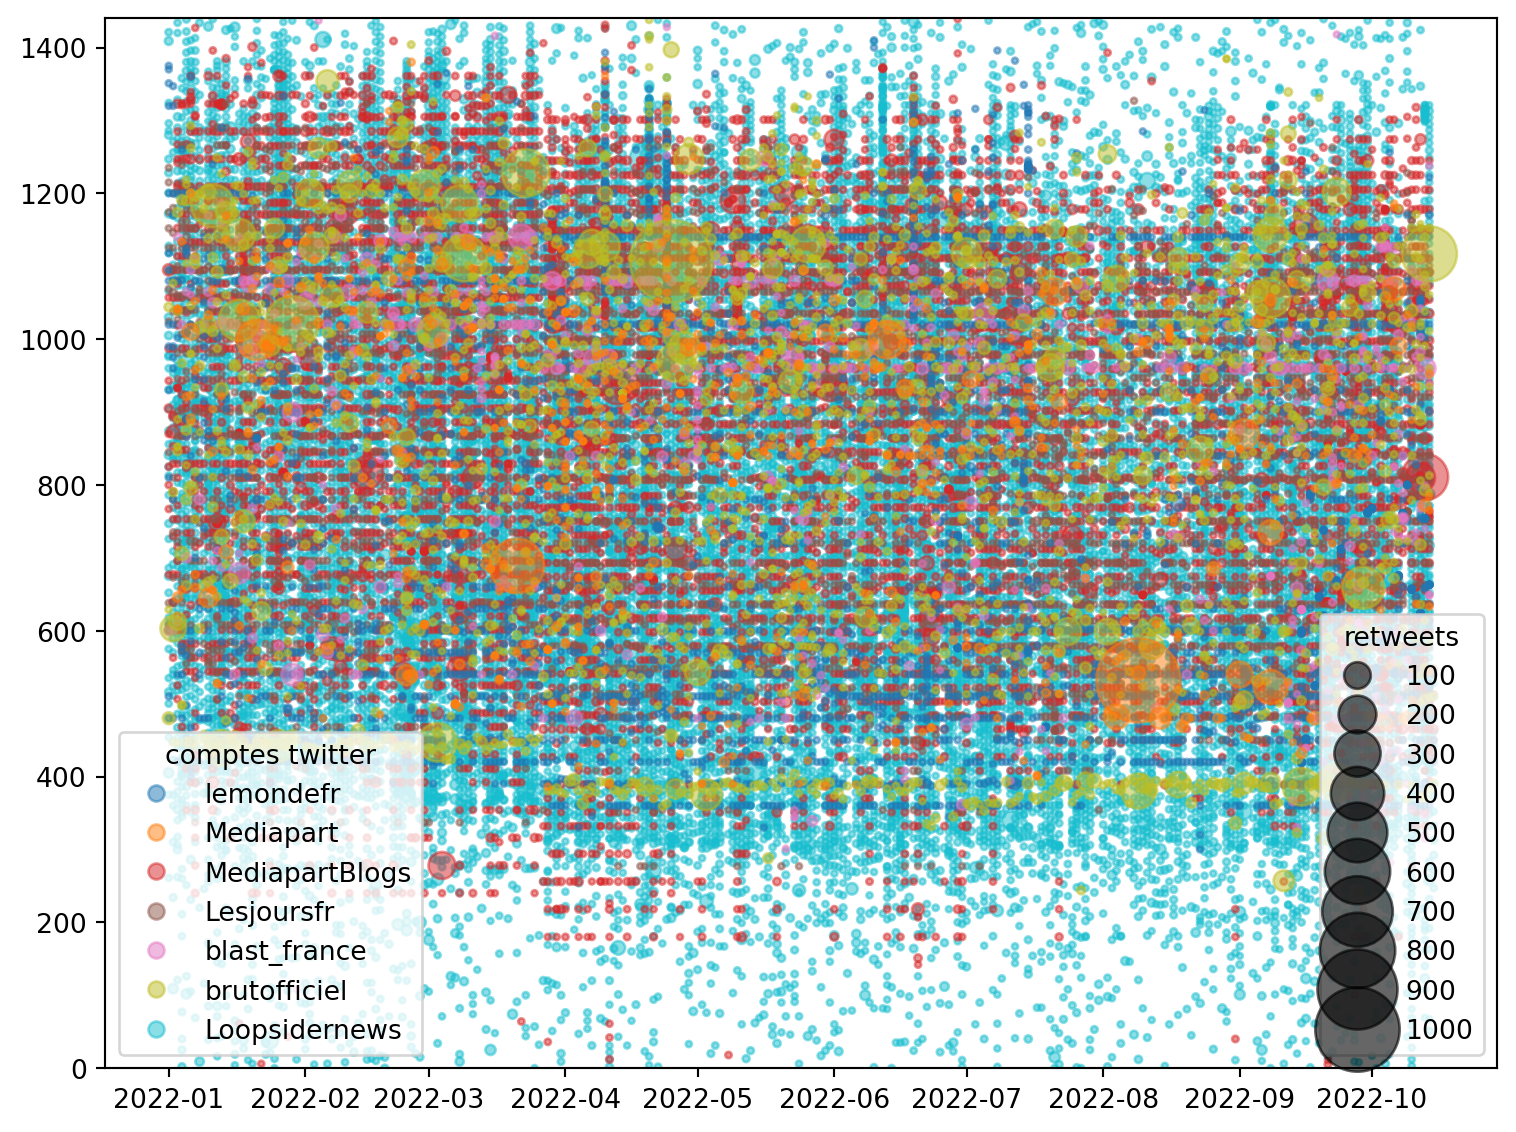 1400
1200
1000
800
600
400
200
0
2022-01 2022-02 2022-03 2022-04 2022-05 2022-06 2022-07 2022-08 2022-09 2022-10
comptes twitter
lemondefr
Mediapart
MediapartBlogs
Lesjoursfr
blast_france
brutofficiel
Loopsidernews
retweets
100
200
300
400
500
600
700
800
900
1000